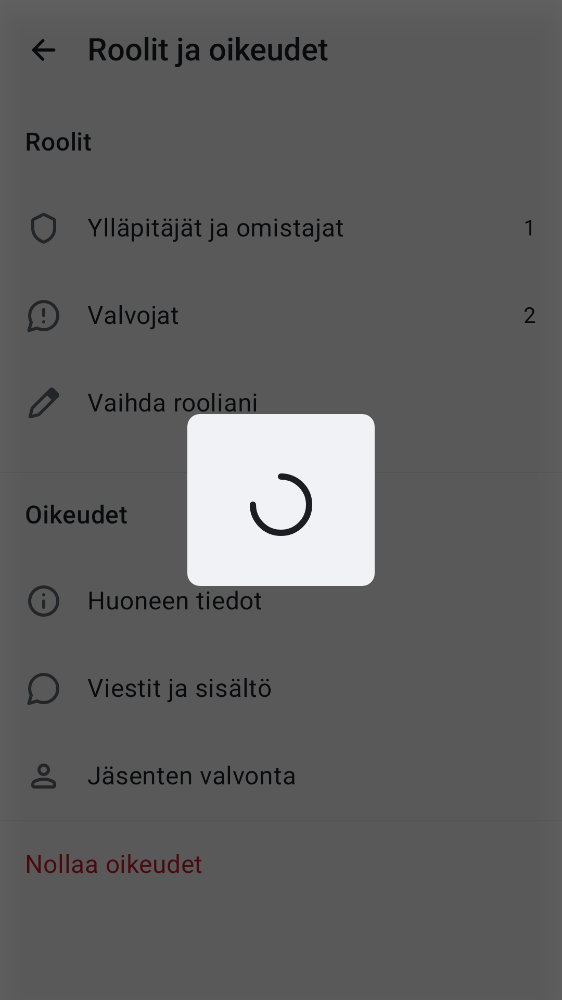 Roolit ja oikeudet
Roolit
Ylläpitäjät ja omistajat 1
Valvojat 2
Vaihda rooliani
Oikeudet
Huoneen tiedot
Viestit ja sisältö
Jäsenten valvonta
Nollaa oikeudet